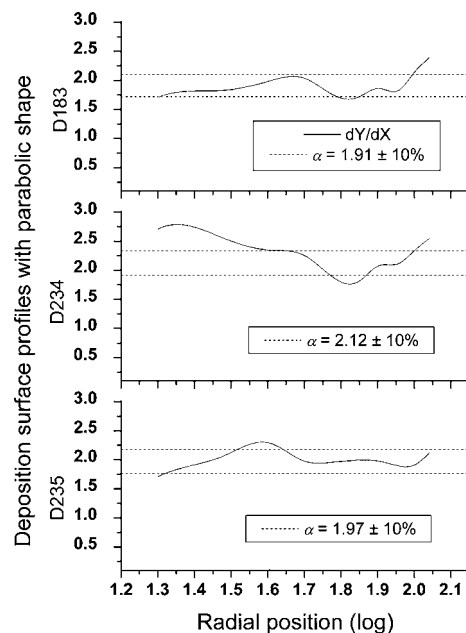 Deposition surface profiles with parabolic shape
D183
3.0
2.5
2.0
1.5
1.0
0.5
dY/dX
α = 1.91 ± 10%
D234
3.0
2.5
2.0
1.5
1.0
0.5
α = 2.12 ± 10%
D235
3.0
2.5
2.0
1.5
1.0
0.5
α = 1.97 ± 10%
1.2 1.3 1.4 1.5 1.6 1.7 1.8 1.9 2.0 2.1
Radial position (log)